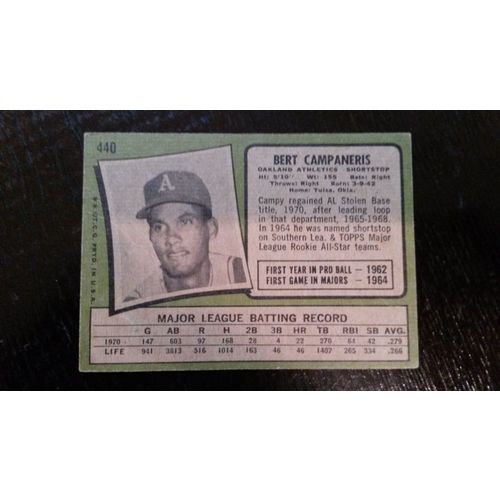 440
BERT CAMPANERIS
OAKLAND ATHLETICS SHORTSTOP
Ht: 5'10" Wt: 155 Bats: Right
Throws: Right Born: 3-9-42
Home: Tulsa, Okla.
Campy regained AL Stolen Base
title, 1970, after leading loop
in that department, 1965-1968.
In 1964 he was named shortstop
on Southern Lea. & TOPPS Major
League Rookie All-Star teams.
FIRST YEAR IN PRO BALL — 1962
FIRST GAME IN MAJORS — 1964
A
PRTD. IN U.S.A.
MAJOR LEAGUE BATTING RECORD
G AB R H 2B 3B HR TB RBI SB AVG.
1970 147 603 97 168 28 4 22 270 64 42 .279
LIFE 941 3813 516 1014 163 46 46 1407 265 334 .266